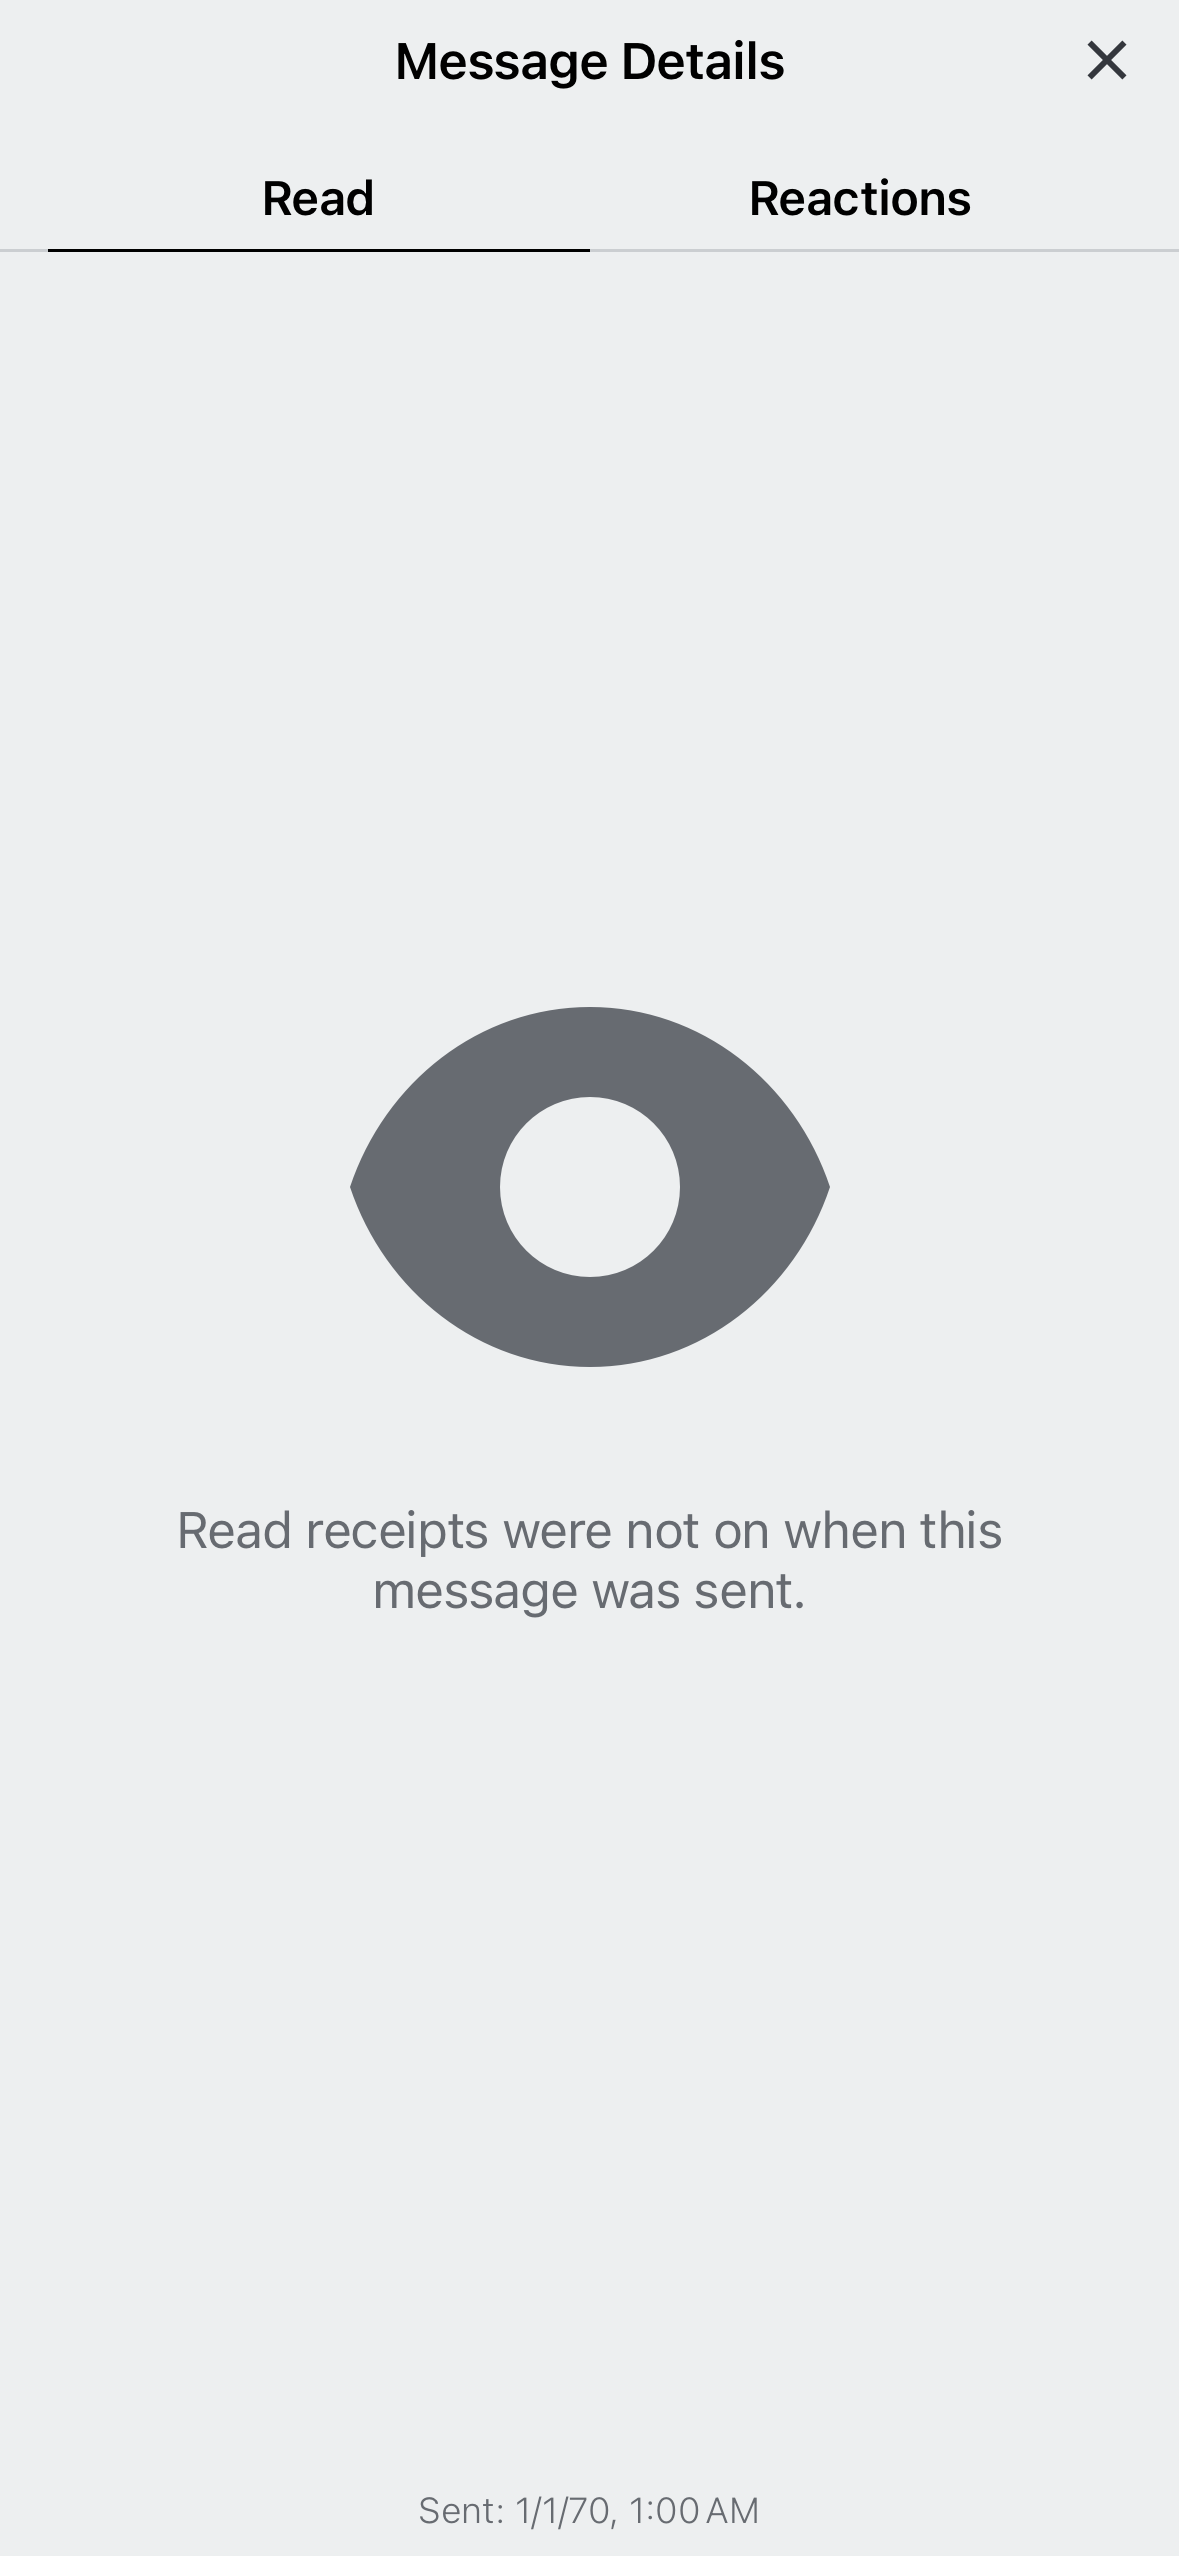 Message Details
Read
Reactions
Read receipts were not on when this
message was sent.
Sent: 1/1/70, 1:00 AM